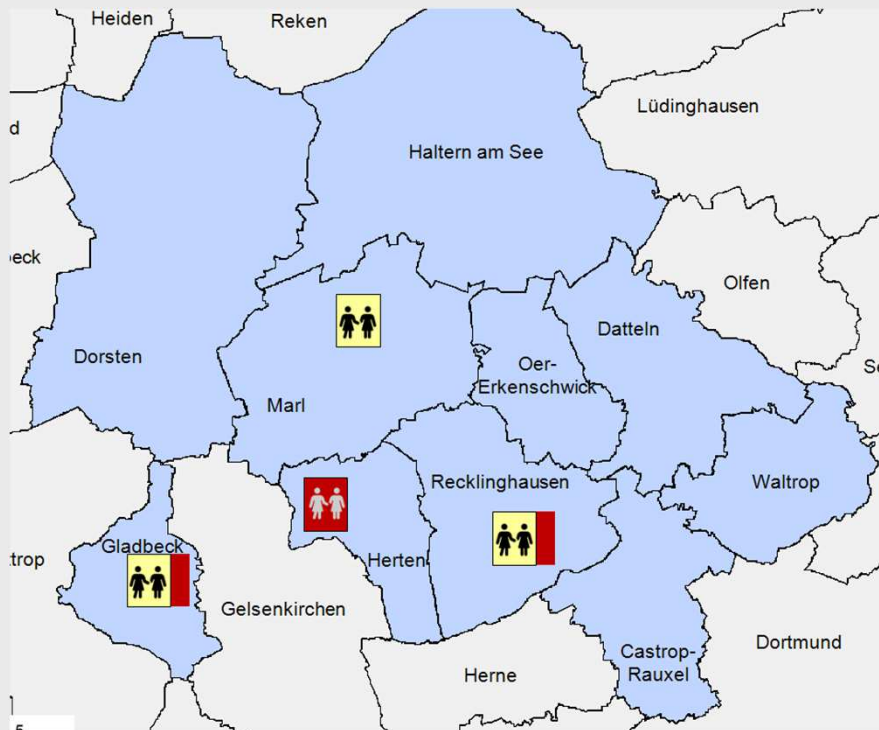 Heiden
Reken
Lüdinghausen
Haltern am See
Olfen
Datteln
Dorsten
Oer-
Erkenschwick
Marl
Recklinghausen
Waltrop
Gladbeck
Herten
Gelsenkirchen
Castrop-
Rauxel
Dortmund
Herne